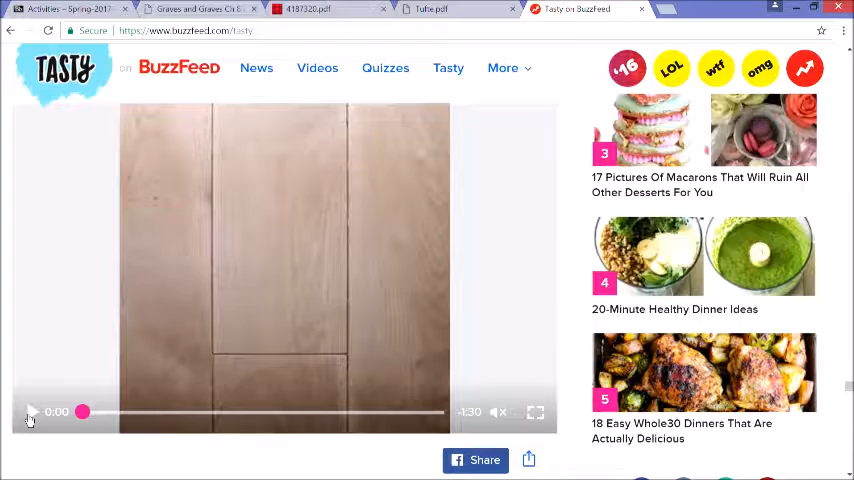 Activities – Spring-2017-
Graves and Graves Ch 8
4187320.pdf
Tufte.pdf
Tasty on BuzzFeed
Secure
https://www.buzzfeed.com/tasty
TASTY on BuzzFeed News Videos Quizzes Tasty More
$16 LOL wtf omg
3
17 Pictures Of Macarons That Will Ruin All
Other Desserts For You
4
20-Minute Healthy Dinner Ideas
5
18 Easy Whole30 Dinners That Are
Actually Delicious
0:00
-1:30
Share